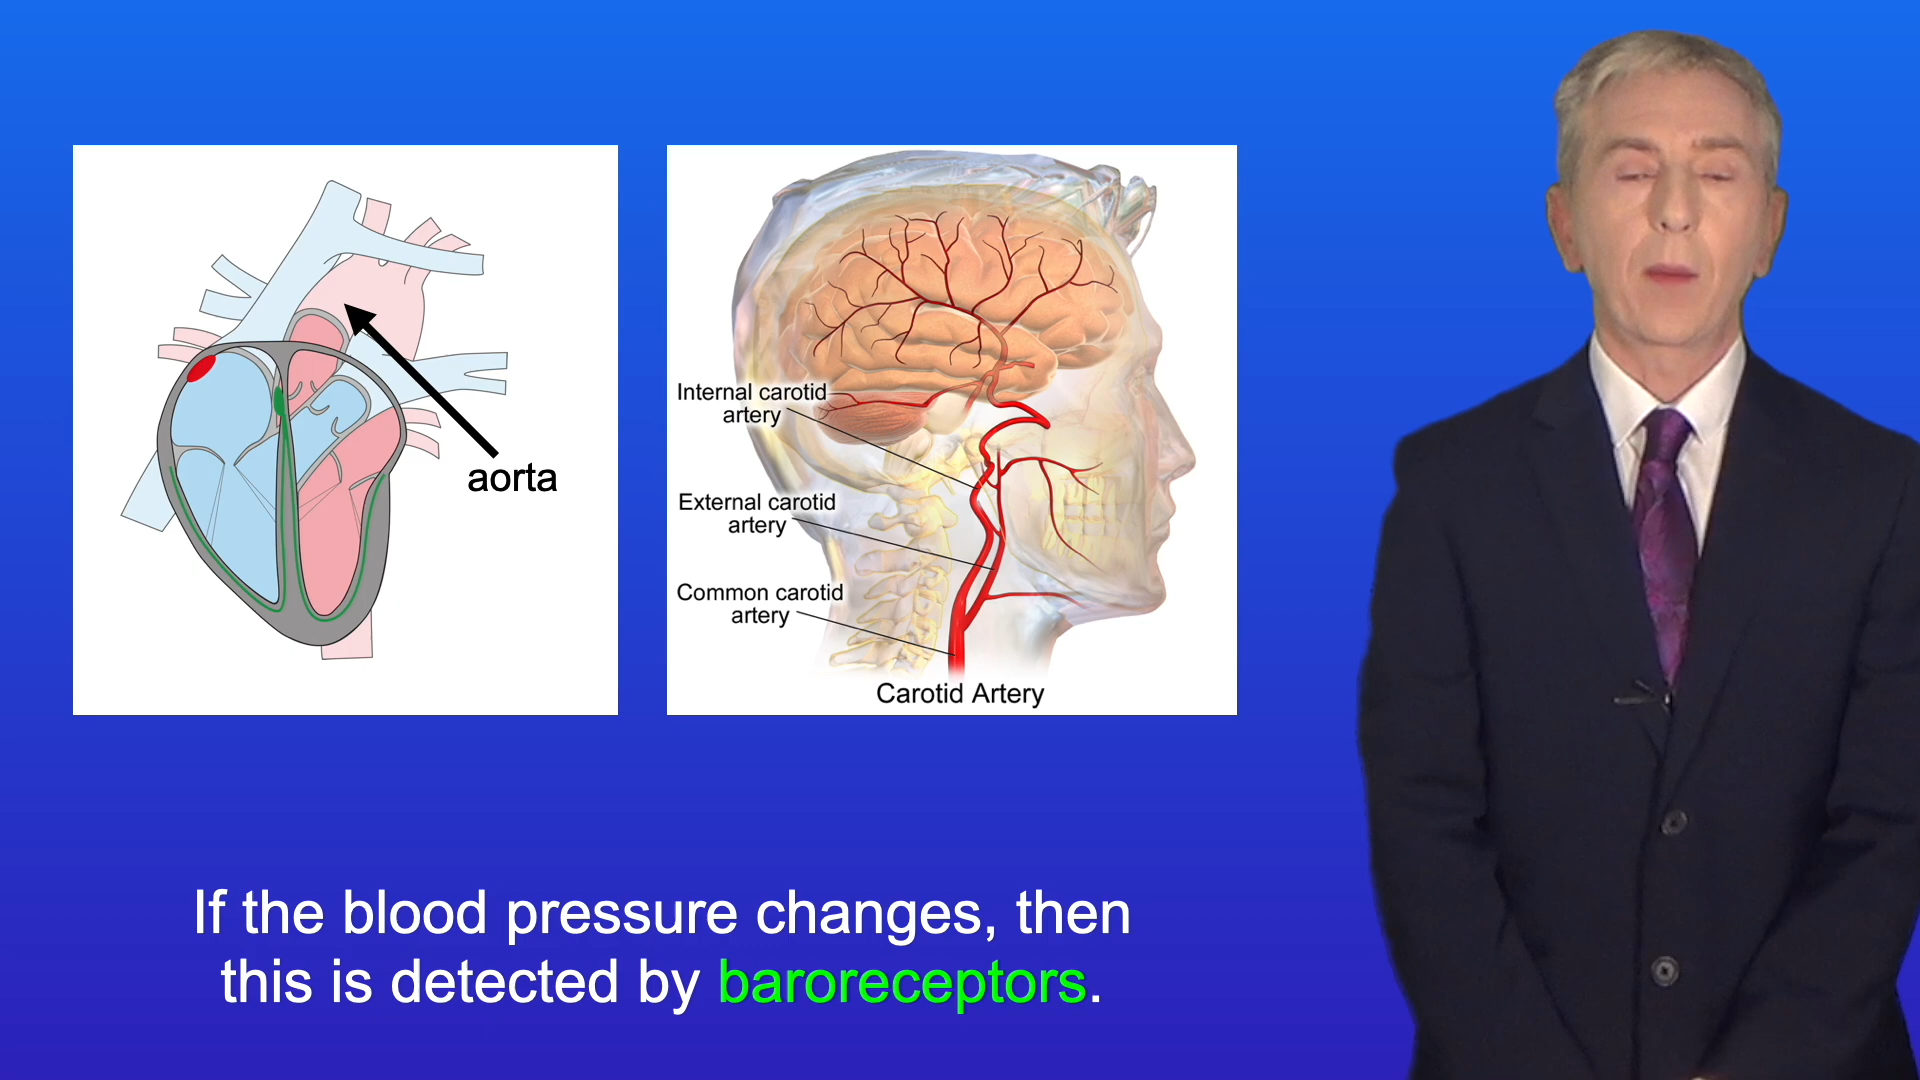 aorta
Internal carotid
artery
External carotid
artery
Common carotid
artery
Carotid Artery
If the blood pressure changes, then
this is detected by baroreceptors.